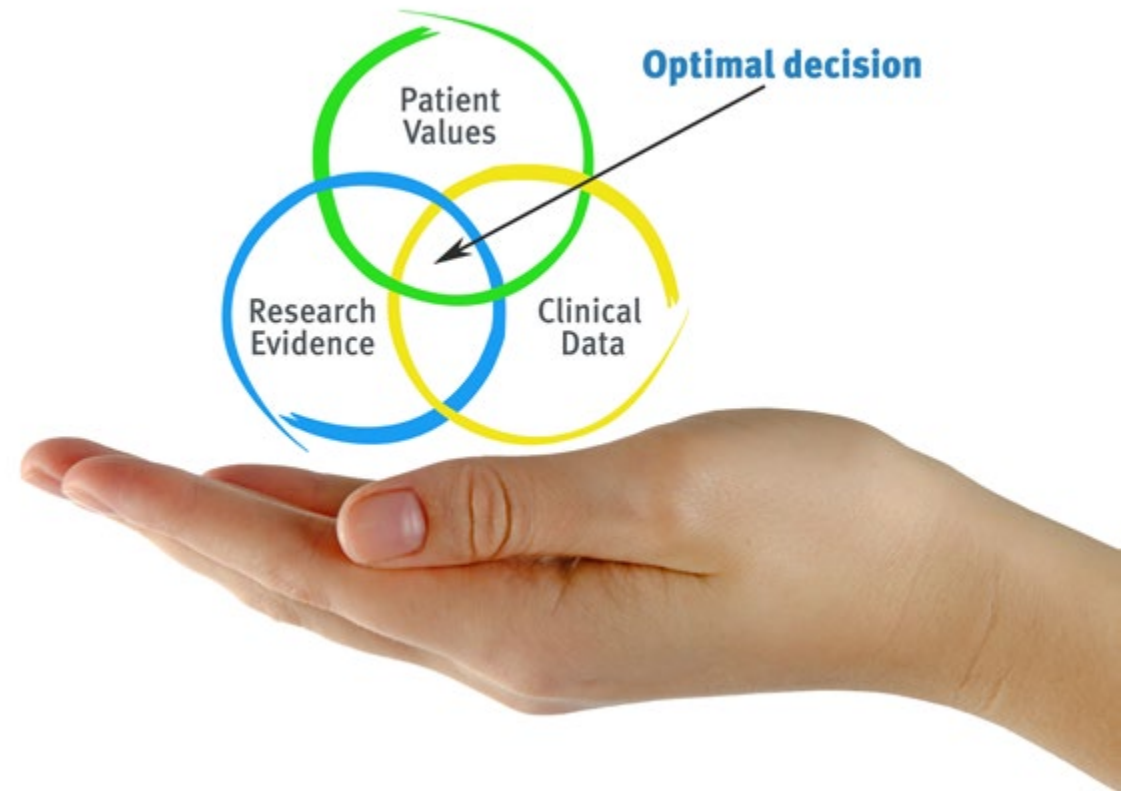 Optimal decision
Patient
Values
Research
Evidence
Clinical
Data